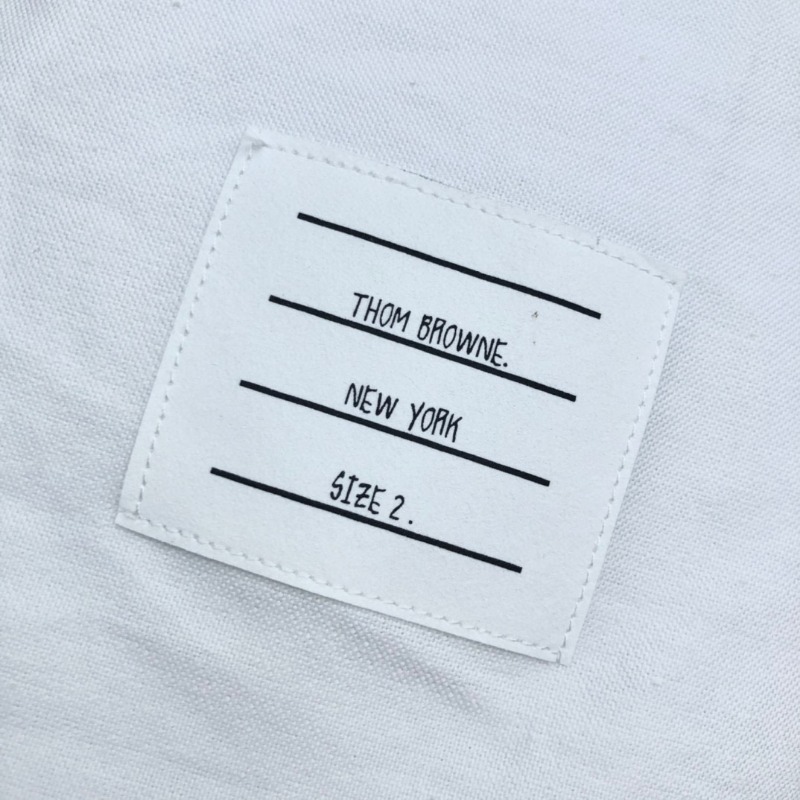 THOM BROWNE.
NEW YORK
SIZE 2.